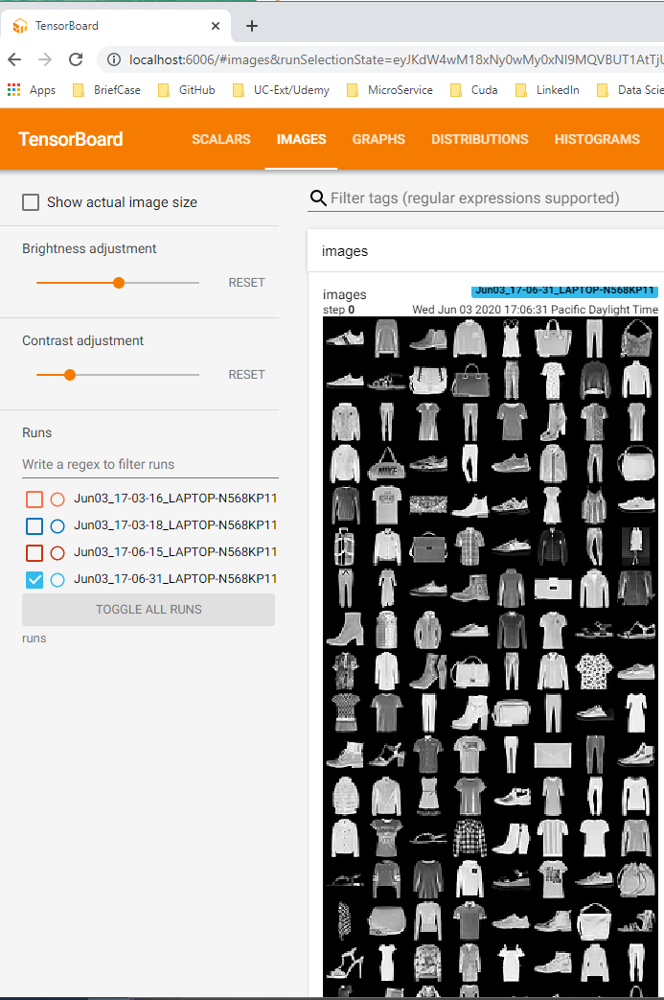 TensorBoard
localhost:6006/#images&runSelectionState=
Apps BriefCase GitHub UC-Ext/Udemy MicroService Cuda LinkedIn Data Scie
TensorBoard SCALARS IMAGES GRAPHS DISTRIBUTIONS HISTOGRAMS
Show actual image size
Filter tags (regular expressions supported)
Brightness adjustment
RESET
Contrast adjustment
RESET
Runs
Write a regex to filter runs
Jun03_17-03-16_LAPTOP-N568KP11
Jun03_17-03-18_LAPTOP-N568KP11
Jun03_17-06-15_LAPTOP-N568KP11
Jun03_17-06-31_LAPTOP-N568KP11
TOGGLE ALL RUNS
runs
images
images
Jun03_17-06-31_LAPTOP-N568KP11
step 0 Wed Jun 03 2020 17:06:31 Pacific Daylight Time
NIKE